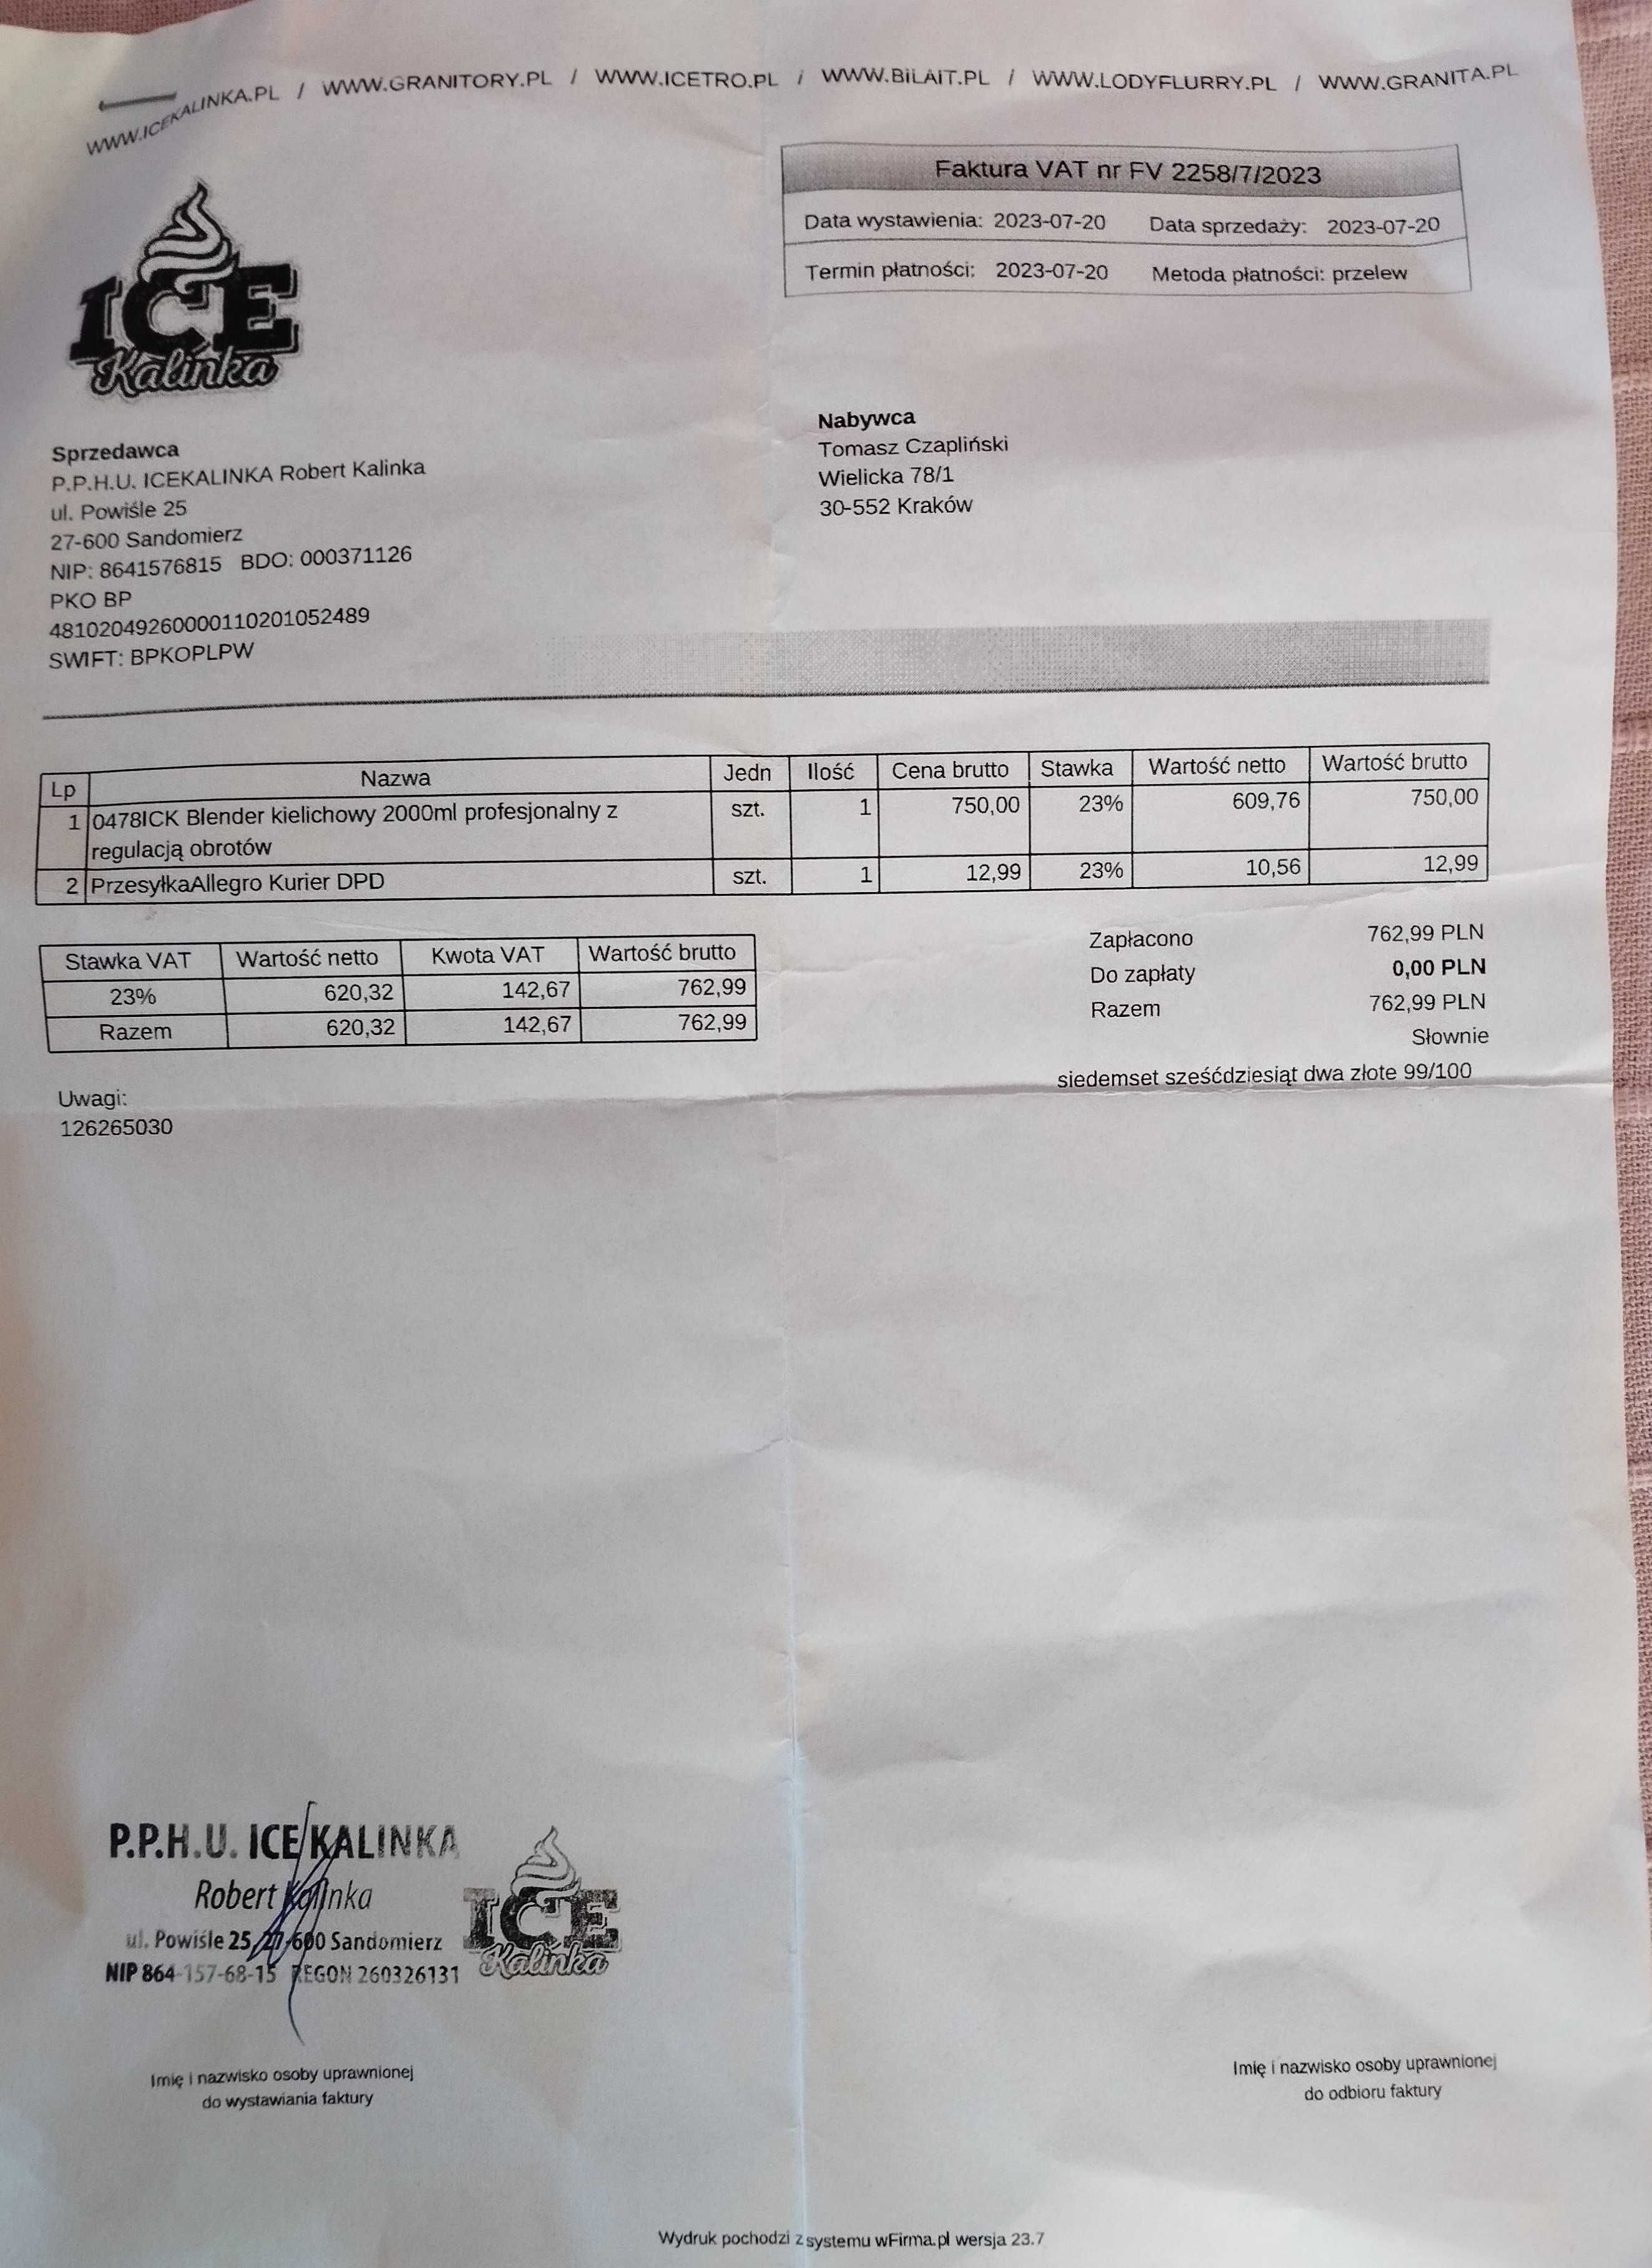 WWW.ICEKALINKA.PL / WWW.GRANITORY.PL / WWW.ICETRO.PL / WWW.BILAIT.PL / WWW.LODYFLURRY.PL / WWW.GRANITA.PL
Faktura VAT nr FV 2258/7/2023
Data wystawienia: 2023-07-20 Data sprzedaży: 2023-07-20
Termin płatności: 2023-07-20 Metoda płatności: przelew
ICE
Kalinka
Sprzedawca
P.P.H.U. ICEKALINKA Robert Kalinka
ul. Powiśle 25
27-600 Sandomierz
NIP: 8641576815 BDO: 000371126
PKO BP
48102049260000110201052489
SWIFT: BPKOPLPW
Nabywca
Tomasz Czapliński
Wielicka 78/1
30-552 Kraków
Lp Nazwa Jedn Ilość Cena brutto Stawka Wartość netto Wartość brutto
1 0478ICK Blender kielichowy 2000ml profesjonalny z szt. 1 750,00 23% 609,76 750,00
regulacją obrotów
2 PrzesyłkaAllegro Kurier DPD szt. 1 12,99 23% 10,56 12,99
Stawka VAT Wartość netto Kwota VAT Wartość brutto
23% 620,32 142,67 762,99
Razem 620,32 142,67 762,99
Zapłacono 762,99 PLN
Do zapłaty 0,00 PLN
Razem 762,99 PLN
Słownie
siedemset sześćdziesiąt dwa złote 99/100
Uwagi:
126265030
P.P.H.U. ICE KALINKA
Robert Kalinka
ul. Powiśle 25, 27-600 Sandomierz
NIP 864-157-68-15 REGON 260326131
ICE
Kalinka
Imię i nazwisko osoby uprawnionej
do wystawiania faktury
Imię i nazwisko osoby uprawnionej
do odbioru faktury
Wydruk pochodzi z systemu wFirma.pl wersja 23.7